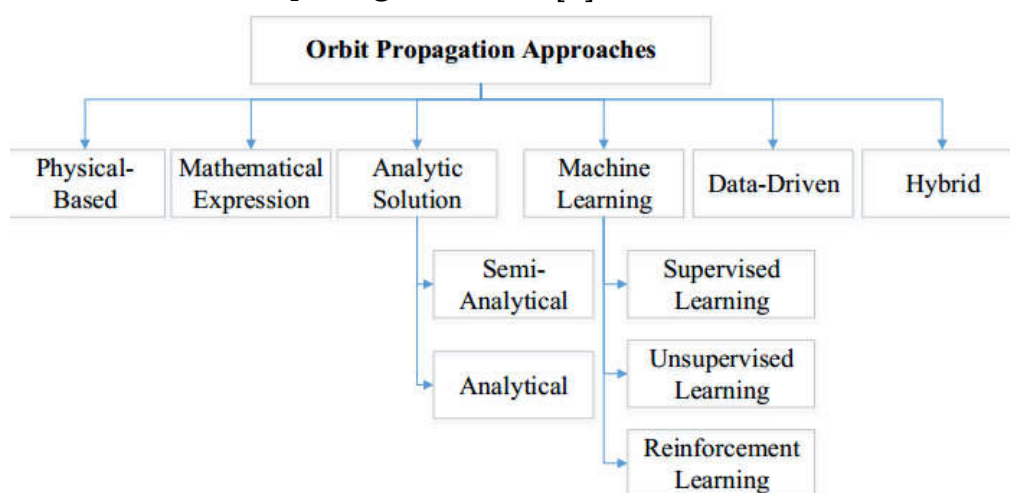 Orbit Propagation Approaches
Physical-
Based
Mathematical
Expression
Analytic
Solution
Machine
Learning
Data-Driven
Hybrid
Semi-
Analytical
Analytical
Supervised
Learning
Unsupervised
Learning
Reinforcement
Learning